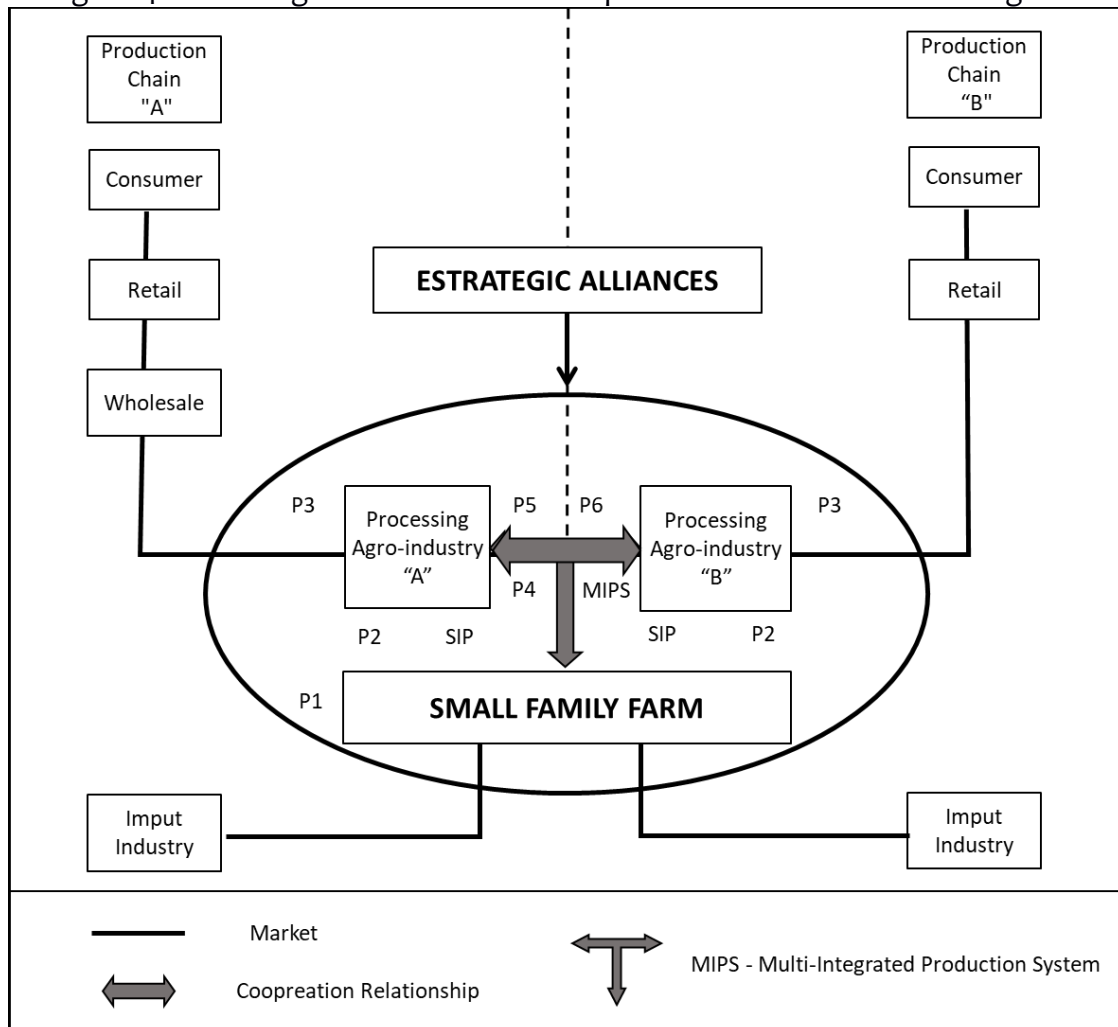 Production
Chain
"A"
Production
Chain
“B"
Consumer
Consumer
ESTRATEGIC ALLIANCES
Retail
Retail
Wholesale
P3
P5
P6
P3
Processing
Agro-industry
“A”
Processing
Agro-industry
“B”
P4
MIPS
P2
SIP
SIP
P2
P1
SMALL FAMILY FARM
Imput
Industry
Imput
Industry
Market
Coopreation Relationship
MIPS - Multi-Integrated Production System